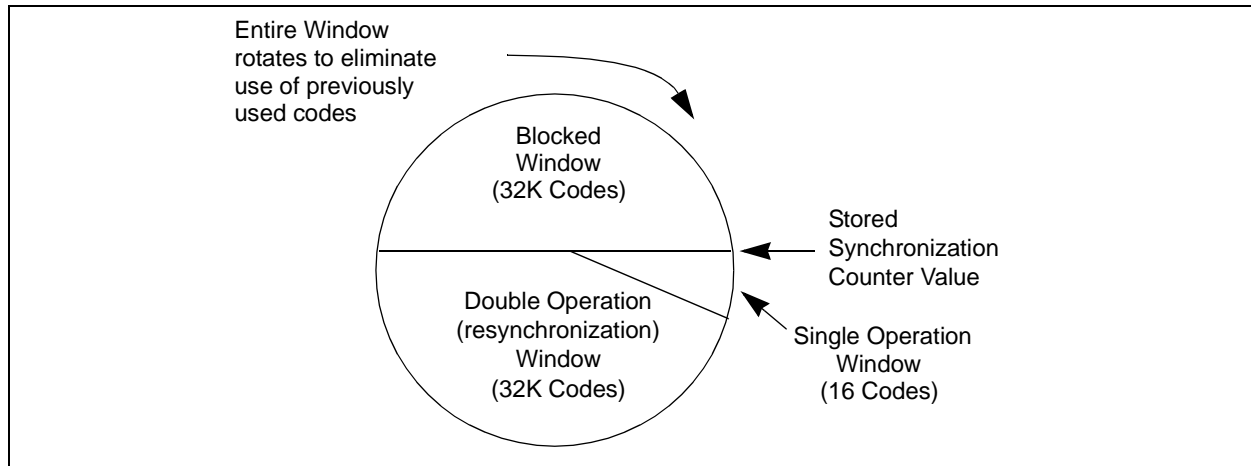 Entire Window
rotates to eliminate
use of previously
used codes
Blocked
Window
(32K Codes)
Stored
Synchronization
Counter Value
Double Operation
(resynchronization)
Window
(32K Codes)
Single Operation
Window
(16 Codes)